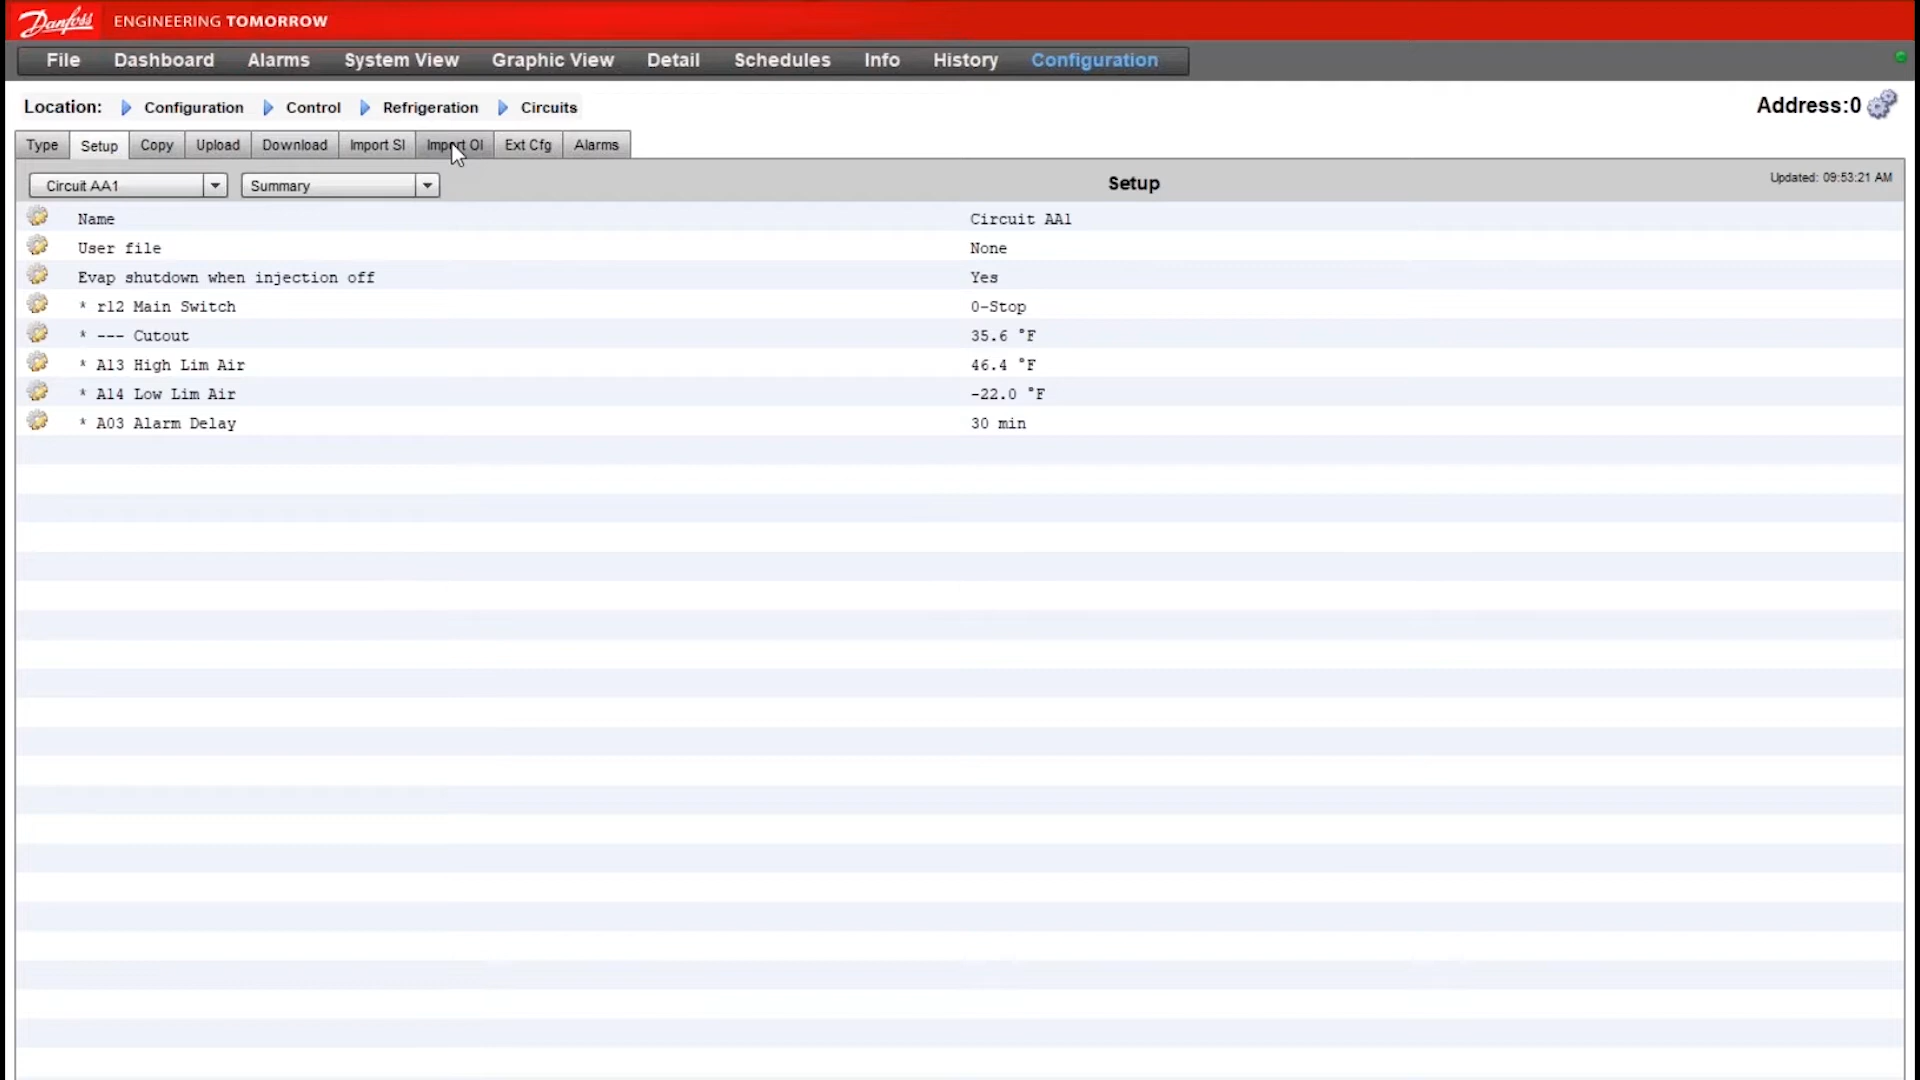 Danfoss ENGINEERING TOMORROW
File Dashboard Alarms System View Graphic View Detail Schedules Info History Configuration
Location: Configuration Control Refrigeration Circuits Address:0
Type Setup Copy Upload Download Import SI Import OI Ext Cfg Alarms
Circuit AA1 Summary Setup Updated: 09:53:21 AM
Name Circuit AA1
User file None
Evap shutdown when injection off Yes
* r12 Main Switch 0-Stop
* --- Cutout 35.6 °F
* A13 High Lim Air 46.4 °F
* A14 Low Lim Air -22.0 °F
* A03 Alarm Delay 30 min